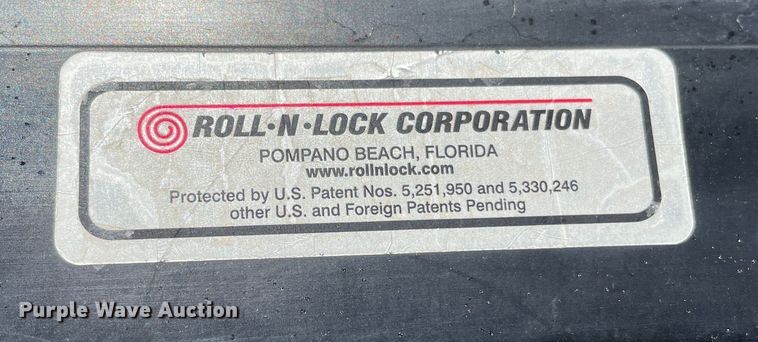 ROLL·N·LOCK CORPORATION
POMPANO BEACH, FLORIDA
www.rollnlock.com
Protected by U.S. Patent Nos. 5,251,950 and 5,330,246
other U.S. and Foreign Patents Pending
Purple Wave Auction